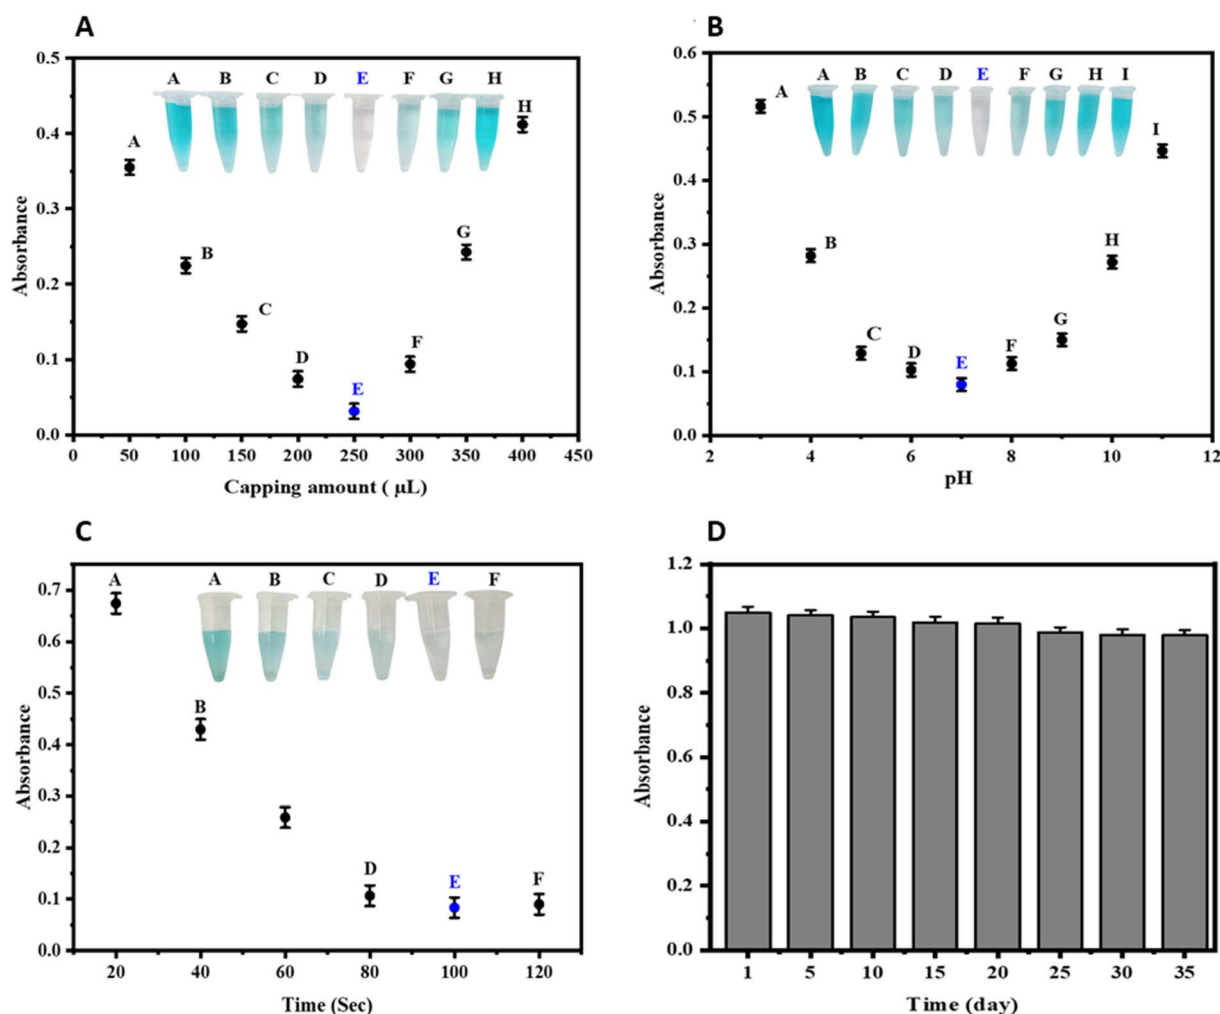 A
0.5
0.4
0.3
0.2
0.1
0.0
Absorbance
A B C D E F G H
A
B
C
D
E
F
G
H
0 50 100 150 200 250 300 350 400 450
Capping amount ( μL)
B
0.6
0.5
0.4
0.3
0.2
0.1
0.0
Absorbance
A B C D E F G H I
A
B
C
D
E
F
G
H
I
2 4 6 8 10 12
pH
C
0.7
0.6
0.5
0.4
0.3
0.2
0.1
0.0
Absorbance
A B C D E F
A
B
D
E
F
20 40 60 80 100 120
Time (Sec)
D
1.2
1.0
0.8
0.6
0.4
0.2
0.0
Absorbance
1 5 10 15 20 25 30 35
Time (day)